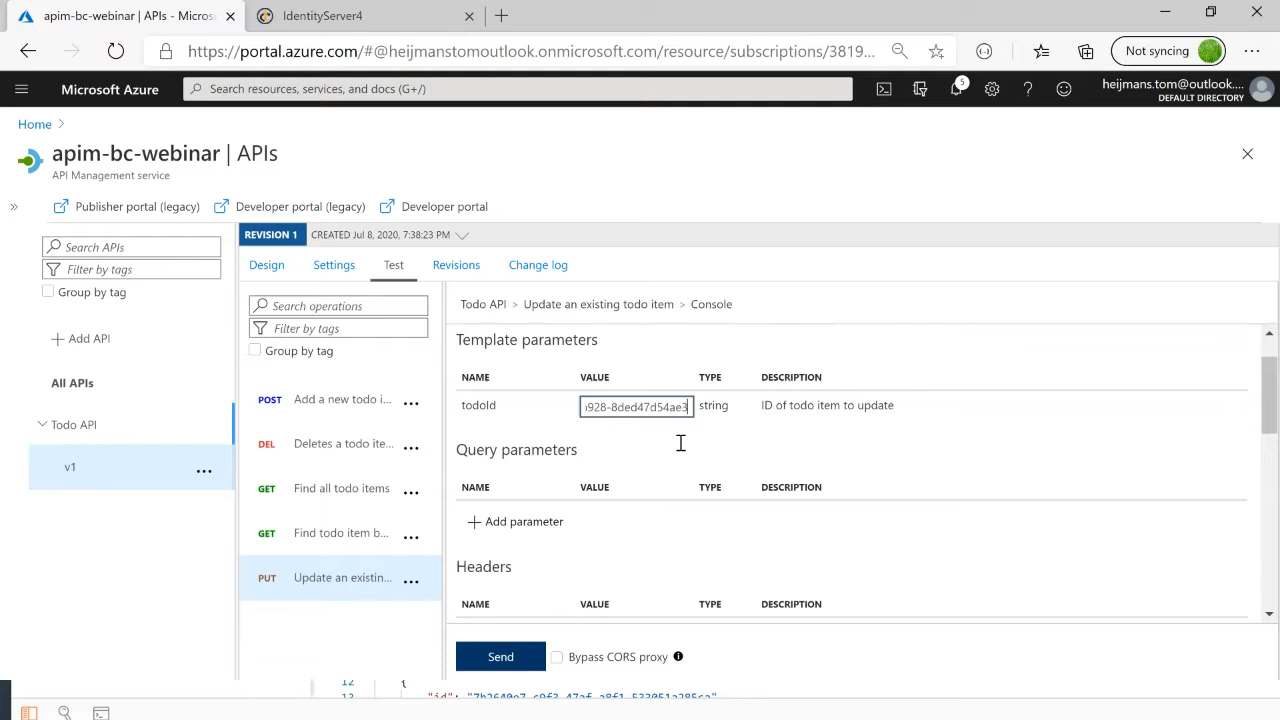 apim-bc-webinar | APIs - Micros
IdentityServer4
https://portal.azure.com/#@heijmanstomoutlook.onmicrosoft.com/resource/subscriptions/3819...
Not syncing
Microsoft Azure
Search resources, services, and docs (G+/)
5
heijmans.tom@outlook....
DEFAULT DIRECTORY
Home
apim-bc-webinar | APIs
API Management service
Publisher portal (legacy)
Developer portal (legacy)
Developer portal
Search APIs
Filter by tags
Group by tag
Add API
All APIs
Todo API
v1
REVISION 1
CREATED Jul 8, 2020, 7:38:23 PM
Design
Settings
Test
Revisions
Change log
Search operations
Filter by tags
Group by tag
POST Add a new todo i...
DEL Deletes a todo ite...
GET Find all todo items
GET Find todo item b...
PUT Update an existin...
Todo API > Update an existing todo item > Console
Template parameters
NAME VALUE TYPE DESCRIPTION
todoId 928-8ded47d54ae3 string ID of todo item to update
Query parameters
NAME VALUE TYPE DESCRIPTION
Add parameter
Headers
NAME VALUE TYPE DESCRIPTION
Send
Bypass CORS proxy
12 {
13